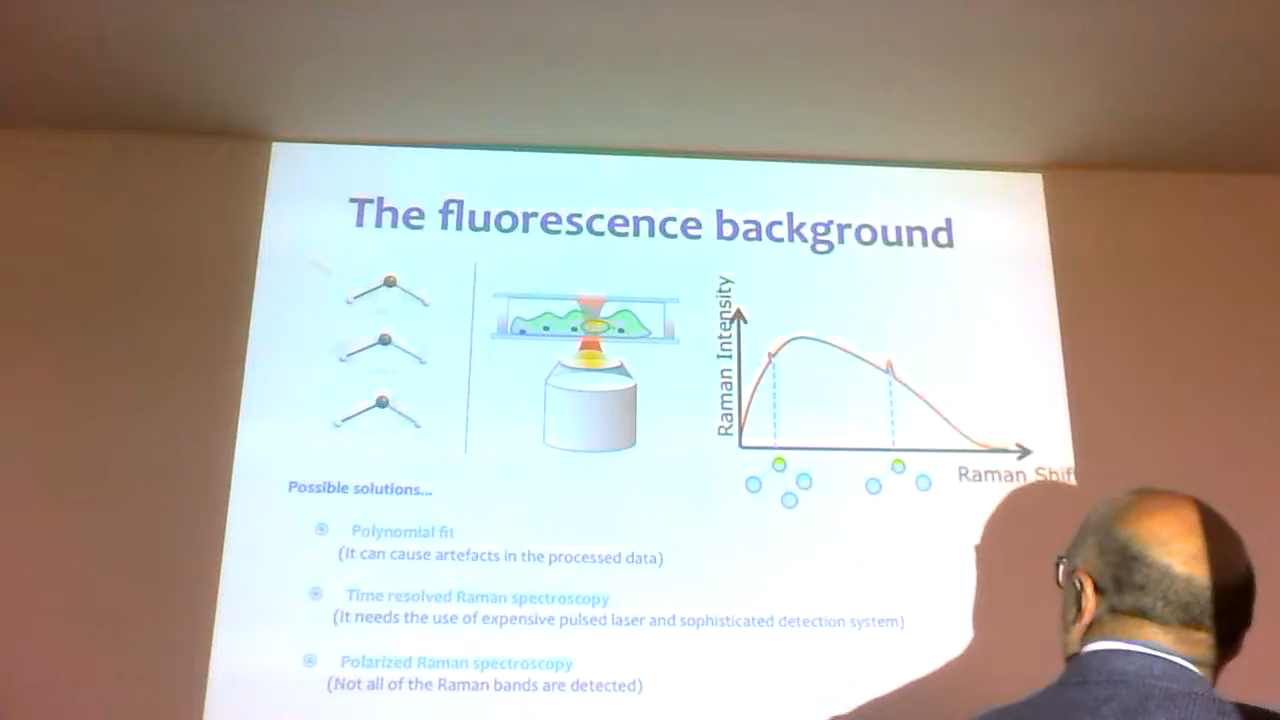 The fluorescence background
Raman Intensity
Raman Shif
Possible solutions...
Polynomial fit
(It can cause artefacts in the processed data)
Time resolved Raman spectroscopy
(It needs the use of expensive pulsed laser and sophisticated detection system)
Polarized Raman spectroscopy
(Not all of the Raman bands are detected)